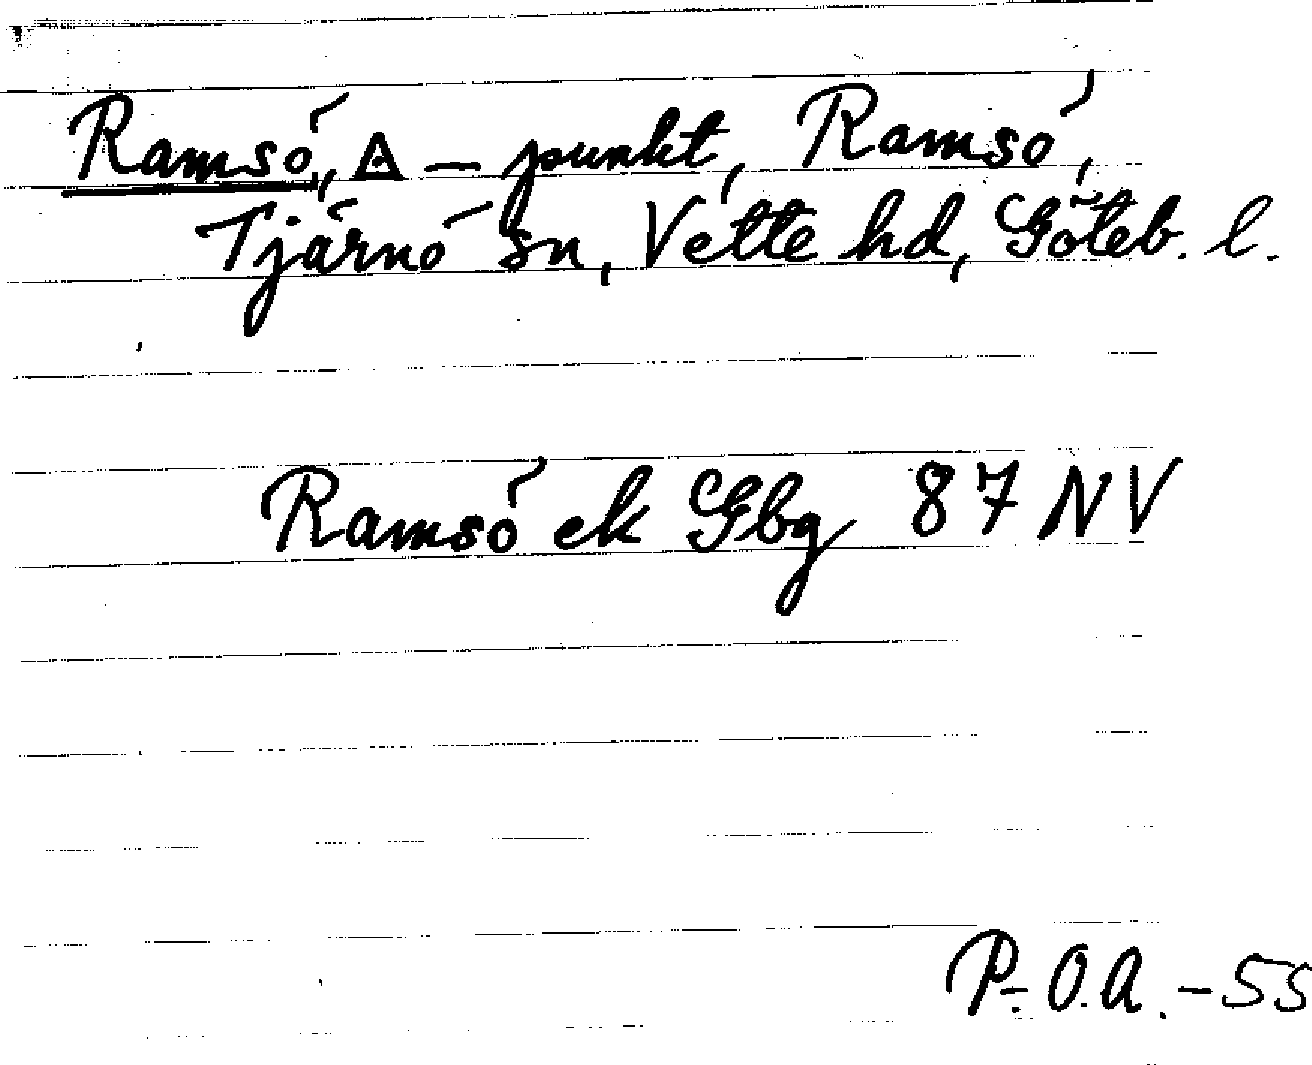 Ramsö, Δ-punkt, Ramsö,
Tjärnö sn, Vette hd, Göteb. l.
Ramsö ek Gbg 87 NV
P.-O.A.-55